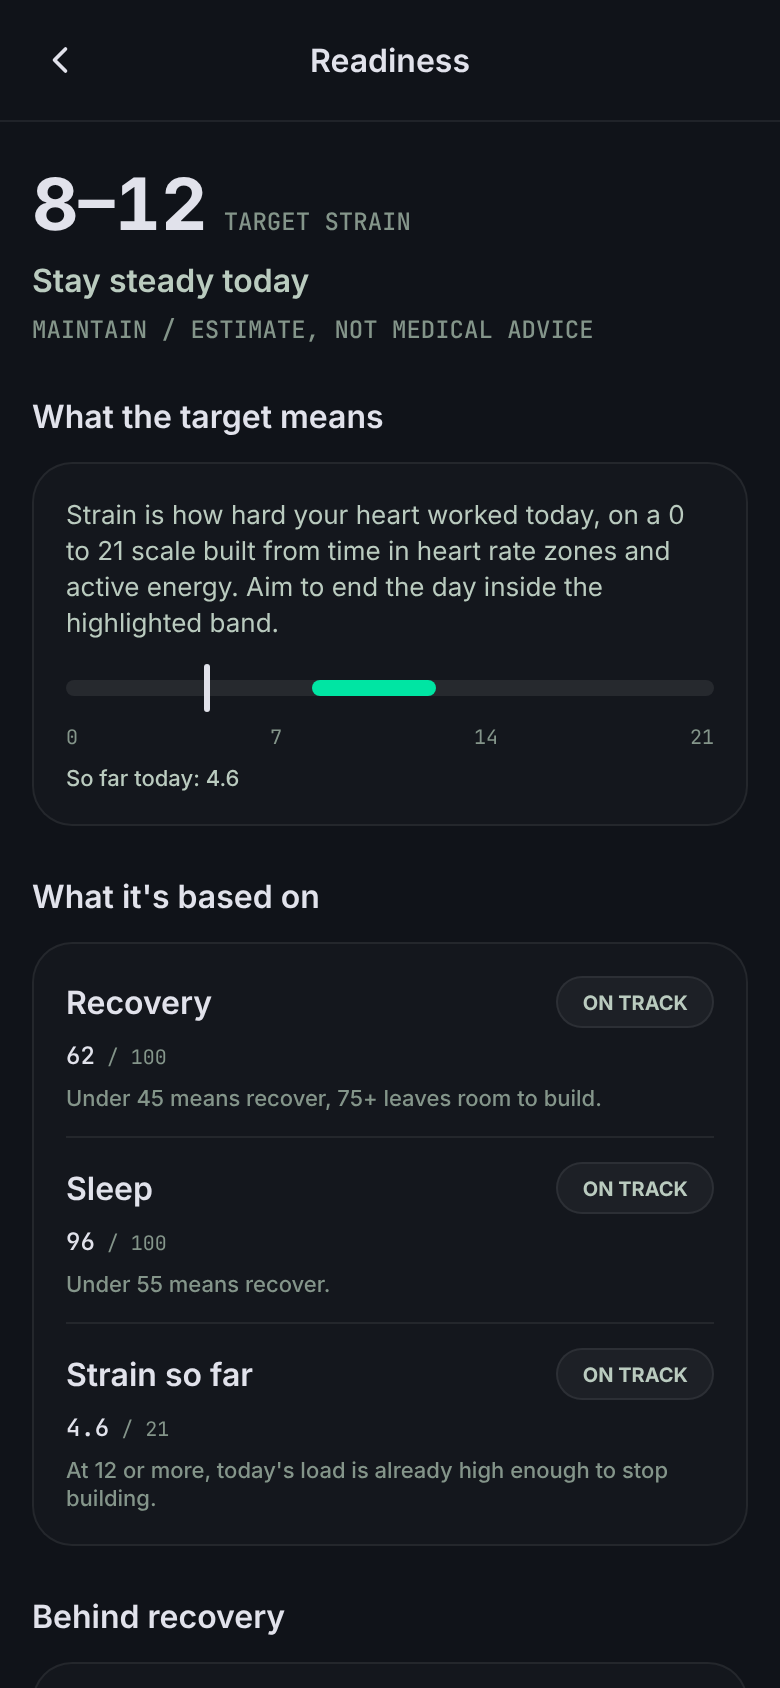 Readiness
8–12 TARGET STRAIN
Stay steady today
MAINTAIN / ESTIMATE, NOT MEDICAL ADVICE
What the target means
Strain is how hard your heart worked today, on a 0
to 21 scale built from time in heart rate zones and
active energy. Aim to end the day inside the
highlighted band.
0 7 14 21
So far today: 4.6
What it's based on
Recovery ON TRACK
62 / 100
Under 45 means recover, 75+ leaves room to build.
Sleep ON TRACK
96 / 100
Under 55 means recover.
Strain so far ON TRACK
4.6 / 21
At 12 or more, today's load is already high enough to stop
building.
Behind recovery